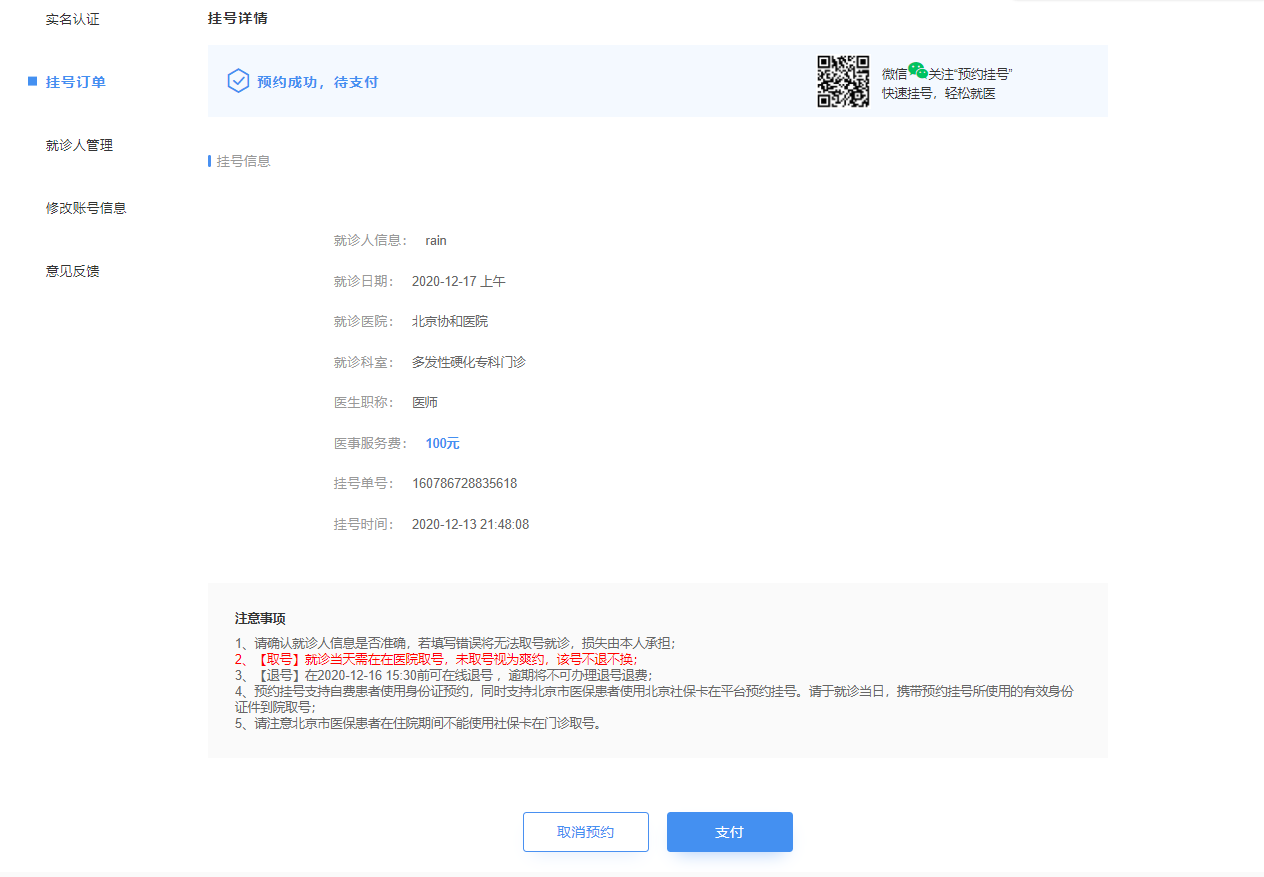 实名认证
挂号订单
就诊人管理
修改账号信息
意见反馈
挂号详情
预约成功，待支付
微信关注“预约挂号”
快速挂号，轻松就医
挂号信息
就诊人信息： rain
就诊日期： 2020-12-17 上午
就诊医院： 北京协和医院
就诊科室： 多发性硬化专科门诊
医生职称： 医师
医事服务费： 100元
挂号单号： 160786728835618
挂号时间： 2020-12-13 21:48:08
注意事项
1、请确认就诊人信息是否准确，若填写错误将无法取号就诊，损失由本人承担；
2、【取号】就诊当天需在在医院取号，未取号视为爽约，该号不退不换；
3、【退号】在2020-12-16 15:30前可在线退号 ，逾期将不可办理退号退费；
4、预约挂号支持自费患者使用身份证预约，同时支持北京市医保患者使用北京社保卡在平台预约挂号。请于就诊当日，携带预约挂号所使用的有效身份
证件到院取号；
5、请注意北京市医保患者在住院期间不能使用社保卡在门诊取号。
取消预约
支付